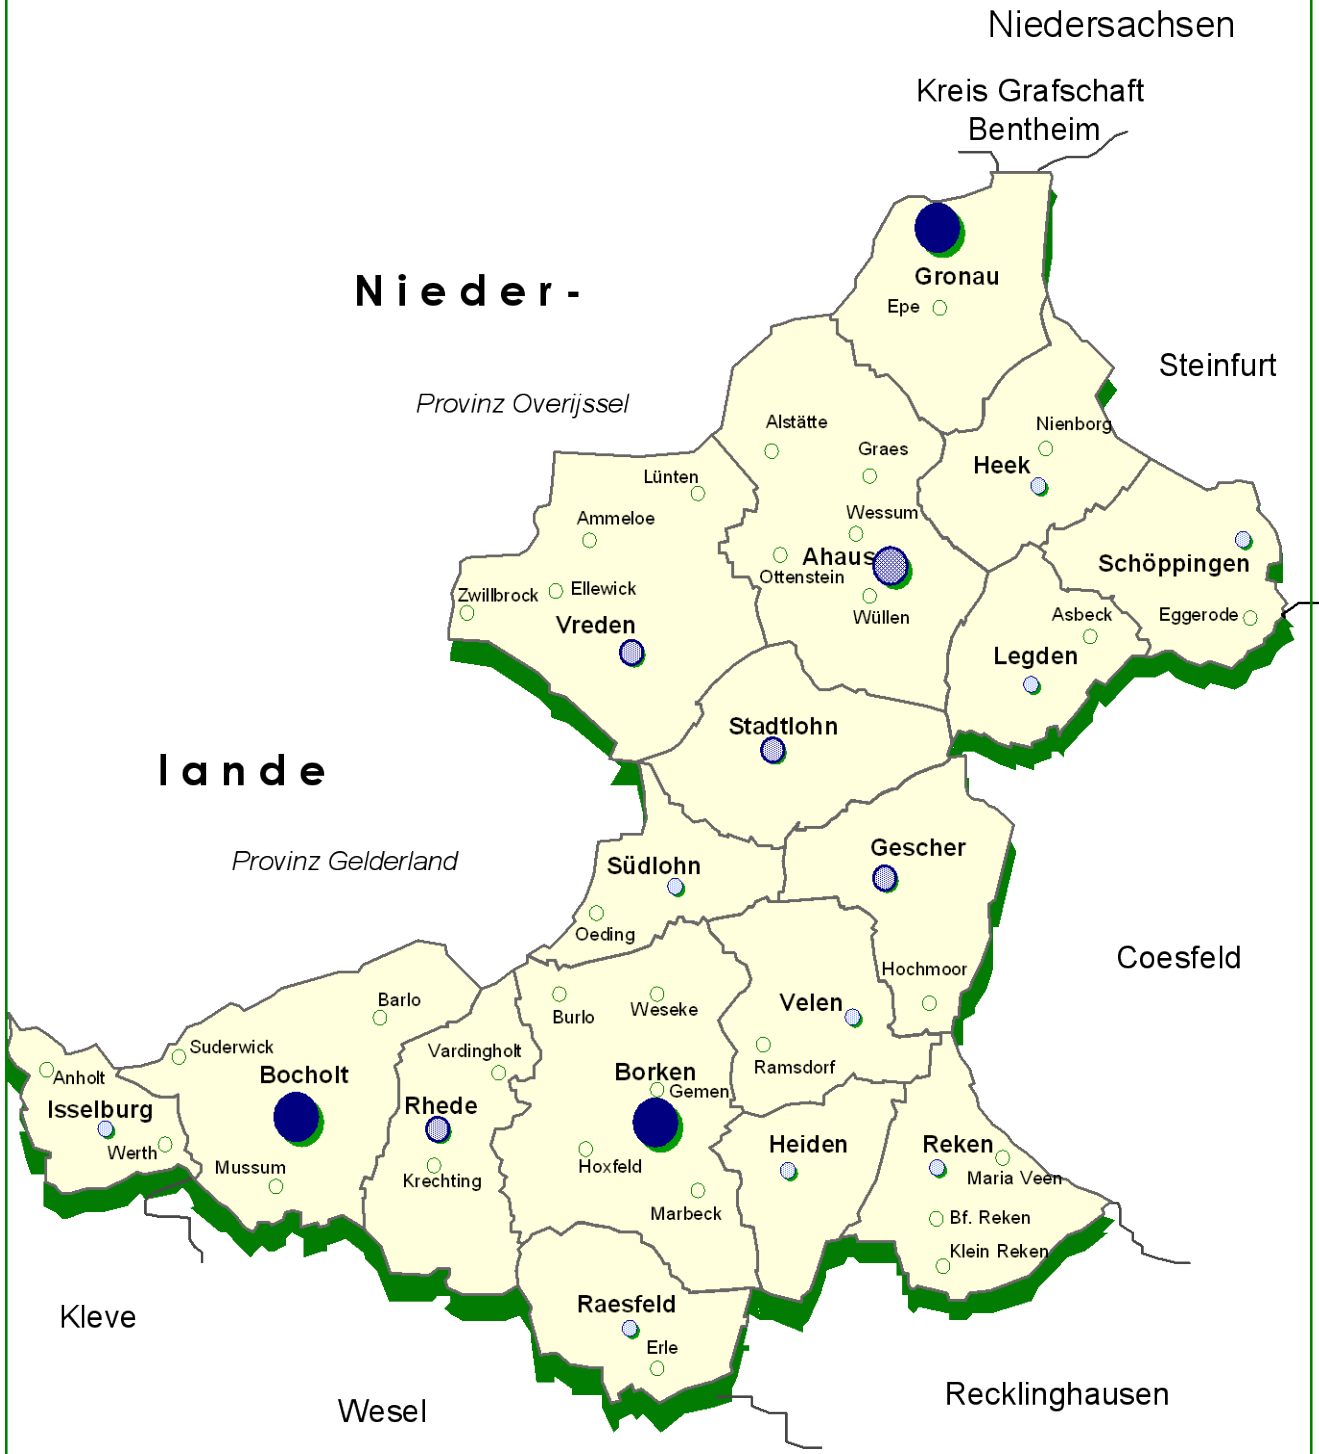 Niedersachsen
Kreis Grafschaft
Bentheim
Gronau
Epe
Nieder-
Steinfurt
Provinz Overijssel
Alstätte
Nienborg
Graes
Heek
Lünten
Wessum
Ammeloe
Ahaus
Schöppingen
Ottenstein
Ellewick
Zwillbrock
Wüllen
Asbeck
Eggerode
Vreden
Legden
Stadtlohn
lande
Gescher
Provinz Gelderland
Südlohn
Oeding
Coesfeld
Hochmoor
Barlo
Velen
Weseke
Burlo
Suderwick
Vardingholt
Ramsdorf
Anholt
Bocholt
Borken
Gemen
Isselburg
Rhede
Werth
Heiden
Reken
Mussum
Hoxfeld
Krechting
Maria Veen
Marbeck
Bf. Reken
Klein Reken
Raesfeld
Kleve
Erle
Recklinghausen
Wesel